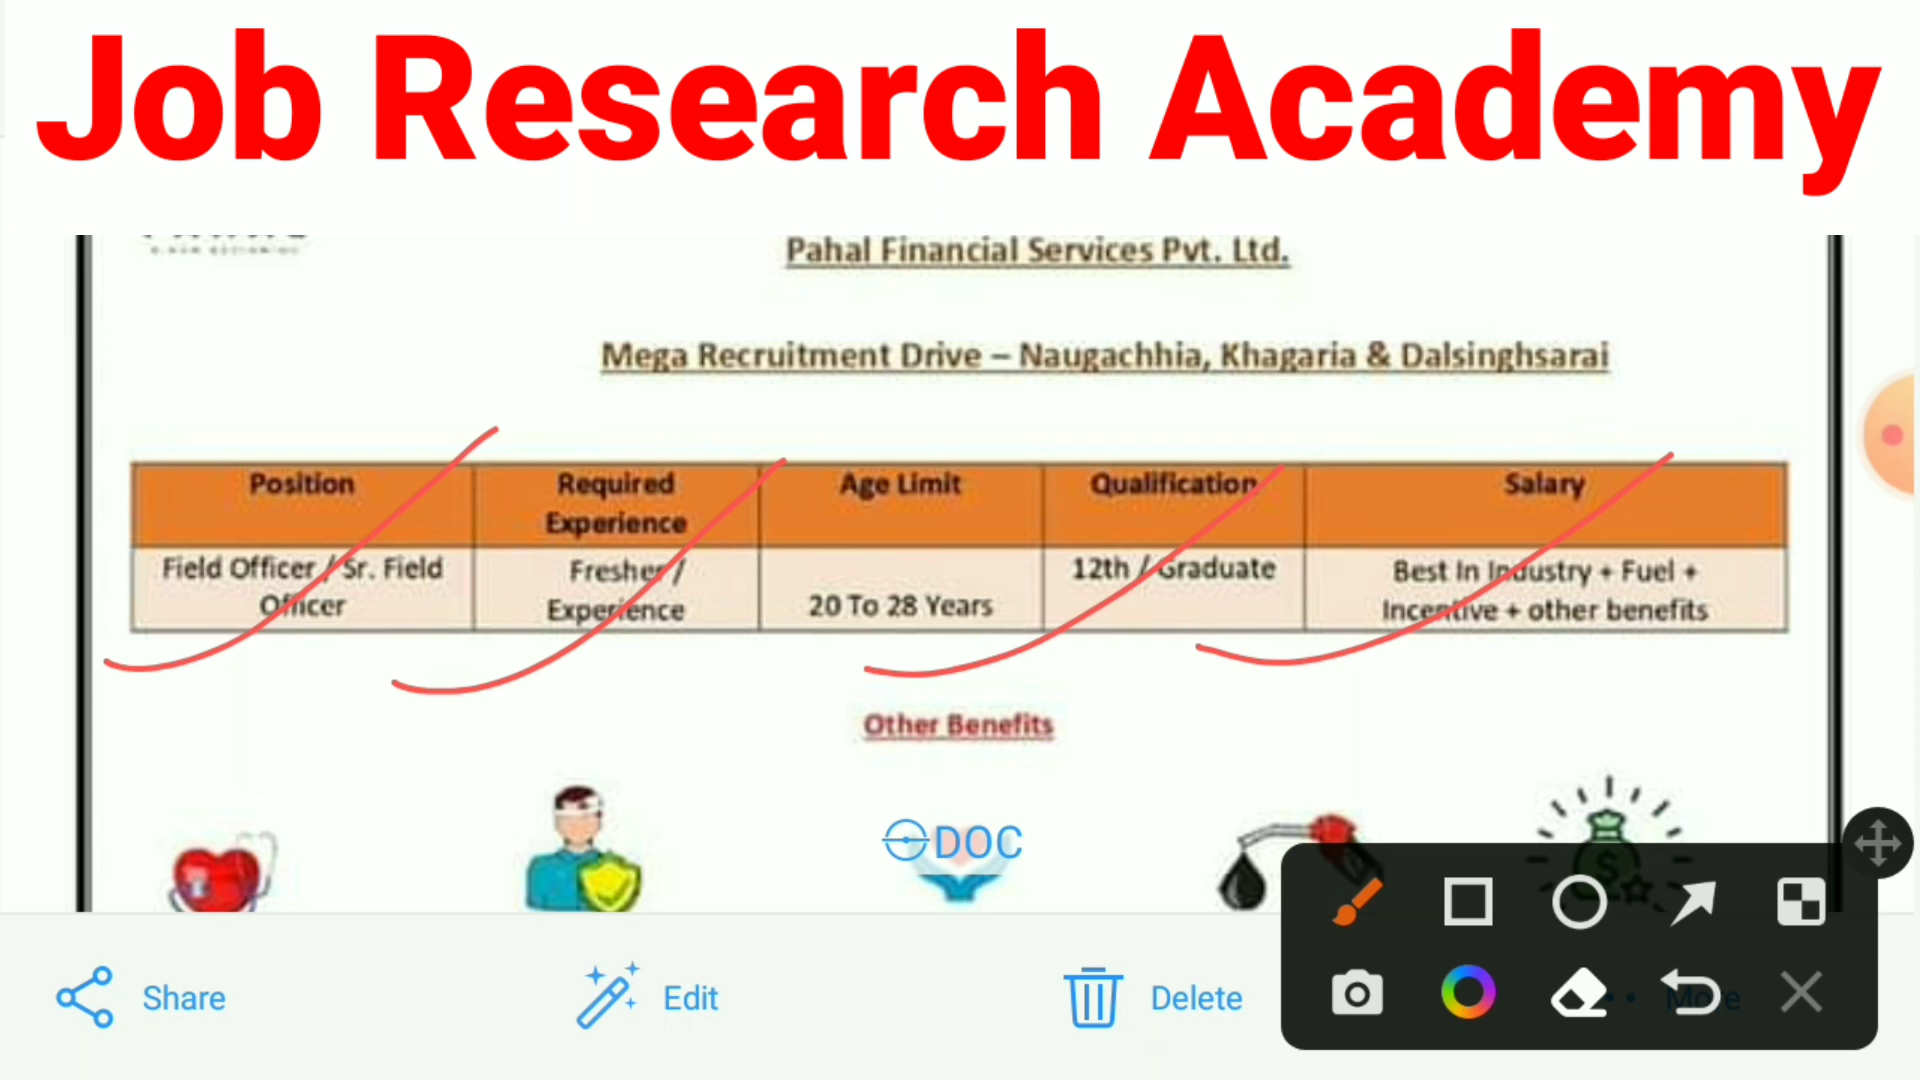 Job Research Academy
Pahal Financial Services Pvt. Ltd.
Mega Recruitment Drive – Naugachhia, Khagaria & Dalsinghsarai
Position
Required Experience
Age Limit
Qualification
Salary
Field Officer / Sr. Field Officer
Fresher / Experience
20 To 28 Years
12th / Graduate
Best In Industry + Fuel + Incentive + other benefits
Other Benefits
DOC
Share
Edit
Delete
More